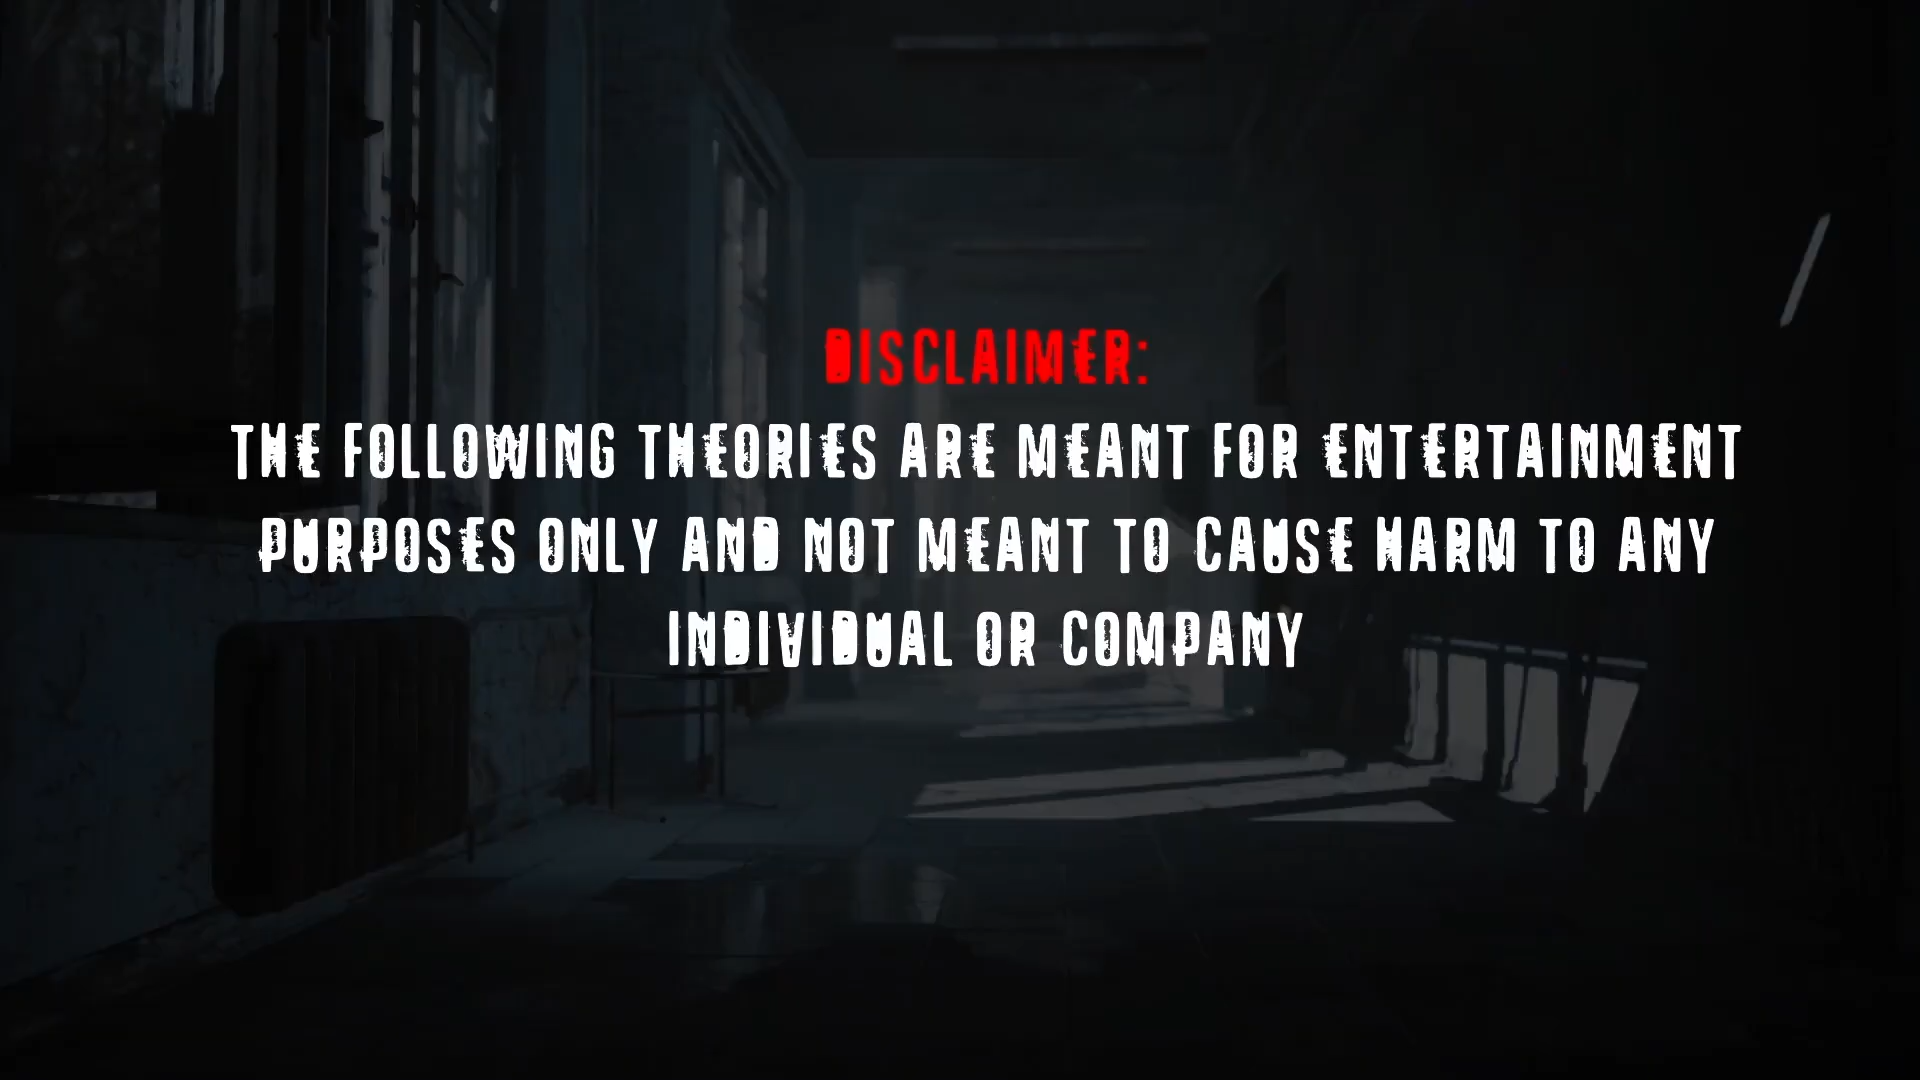 DISCLAIMER:
THE FOLLOWING THEORIES ARE MEANT FOR ENTERTAINMENT
PURPOSES ONLY AND NOT MEANT TO CAUSE HARM TO ANY
INDIVIDUAL OR COMPANY